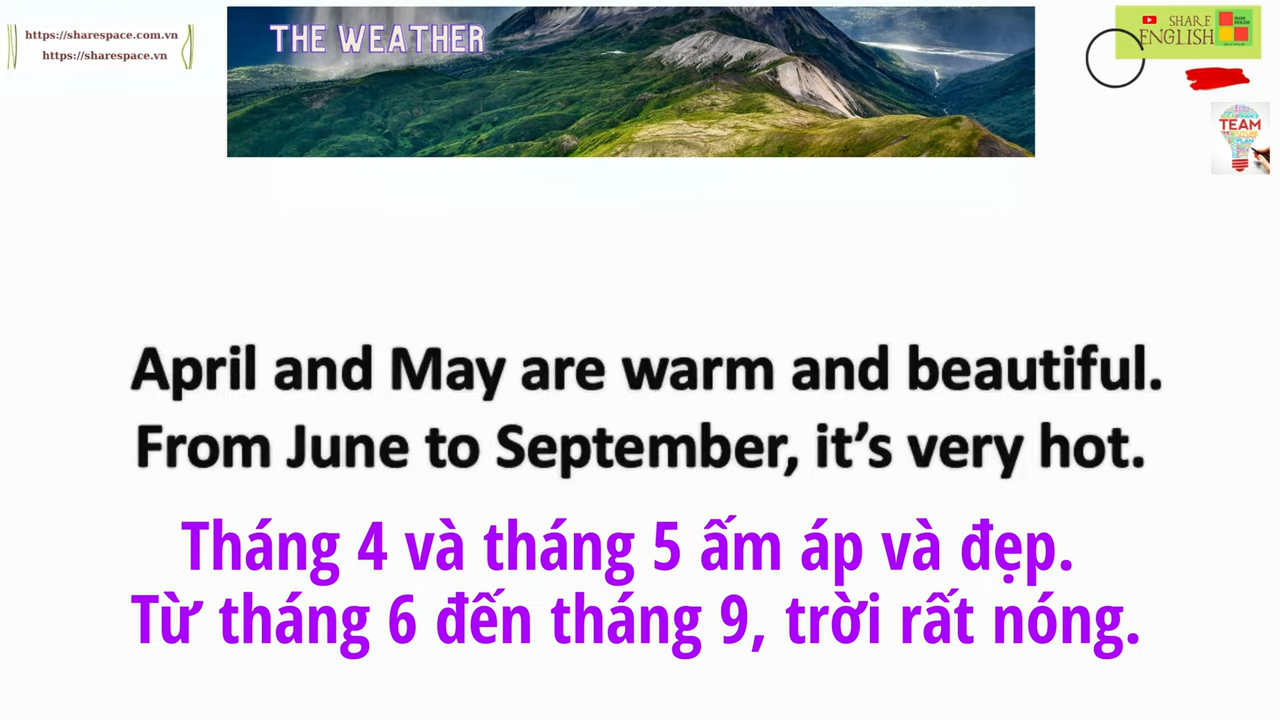 https://sharespace.com.vn
https://sharespace.vn
THE WEATHER
SHARE
ENGLISH
TEAM
PLAN
April and May are warm and beautiful.
From June to September, it's very hot.
Tháng 4 và tháng 5 ấm áp và đẹp.
Từ tháng 6 đến tháng 9, trời rất nóng.